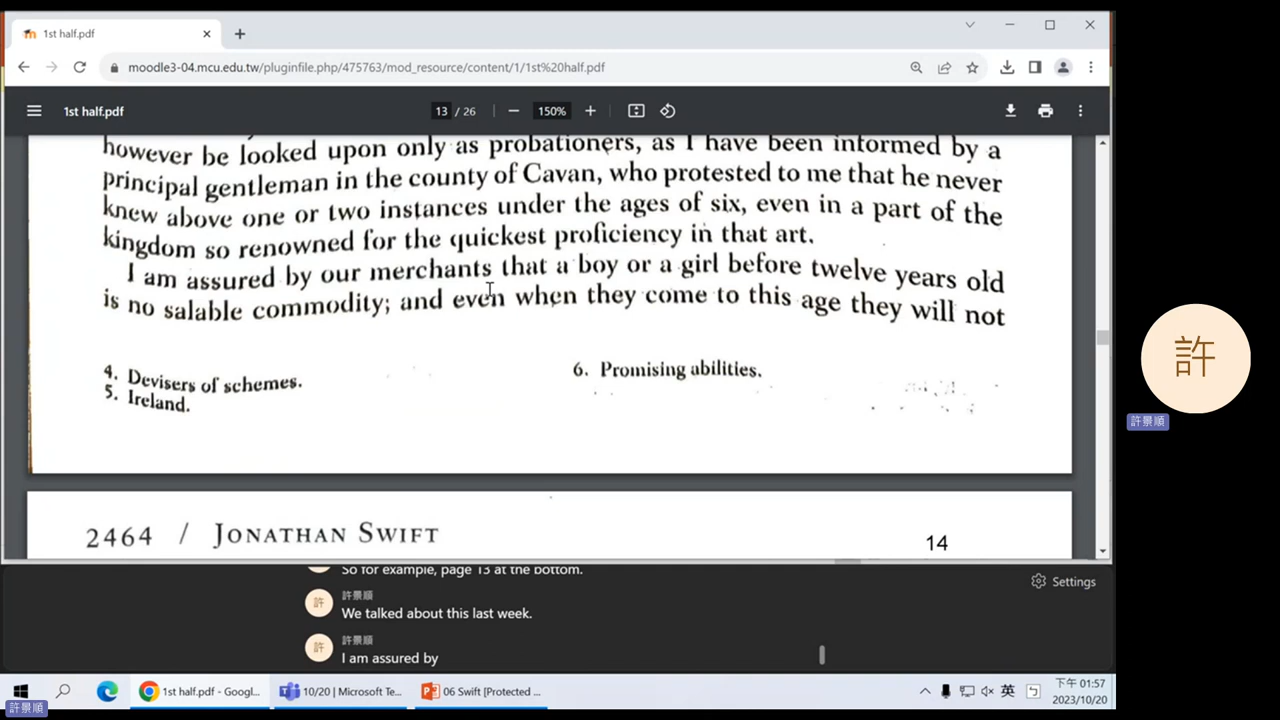 1st half.pdf
moodle3-04.mcu.edu.tw/pluginfile.php/475763/mod_resource/content/1/1st%20half.pdf
1st half.pdf
13 / 26
150%
however be looked upon only as probationers, as I have been informed by a
principal gentleman in the county of Cavan, who protested to me that he never
knew above one or two instances under the ages of six, even in a part of the
kingdom so renowned for the quickest proficiency in that art.
I am assured by our merchants that a boy or a girl before twelve years old
is no salable commodity; and even when they come to this age they will not
4. Devisers of schemes.
5. Ireland.
6. Promising abilities.
2464 / JONATHAN SWIFT
14
So for example, page 13 at the bottom.
許景順
許
We talked about this last week.
許景順
許
I am assured by
Settings
許
許景順
1st half.pdf - Googl...
10/20 | Microsoft Te...
06 Swift [Protected ...
英
下午 01:57
2023/10/20
許景順